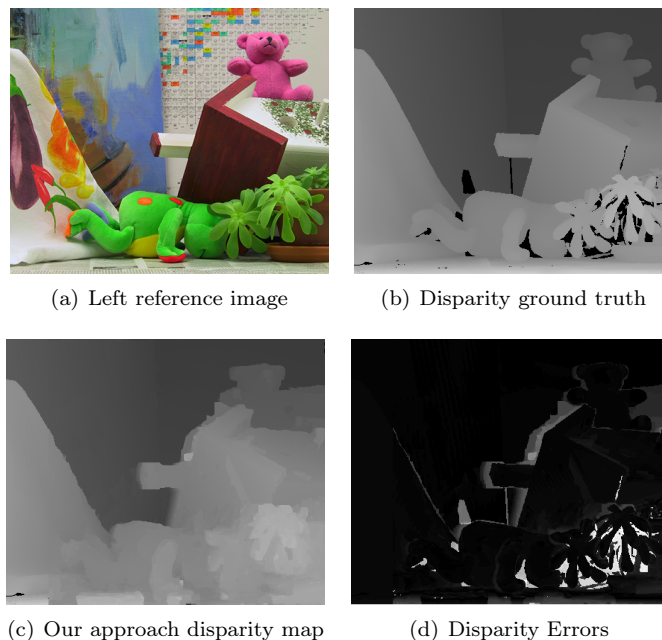 (a) Left reference image
(b) Disparity ground truth
(c) Our approach disparity map
(d) Disparity Errors